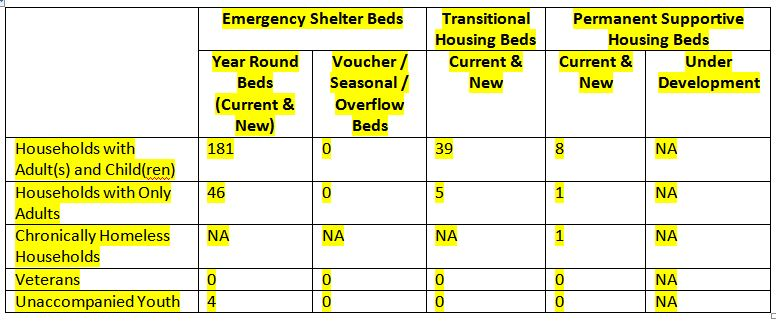 Emergency Shelter Beds Transitional Permanent Supportive
Housing Beds Housing Beds
Year Round Voucher / Current & Current & Under
Beds Seasonal / New New Development
(Current & Overflow
New) Beds
Households with 181 0 39 8 NA
Adult(s) and Child(ren)
Households with Only 46 0 5 1 NA
Adults
Chronically Homeless NA NA NA 1 NA
Households
Veterans 0 0 0 0 NA
Unaccompanied Youth 4 0 0 0 NA